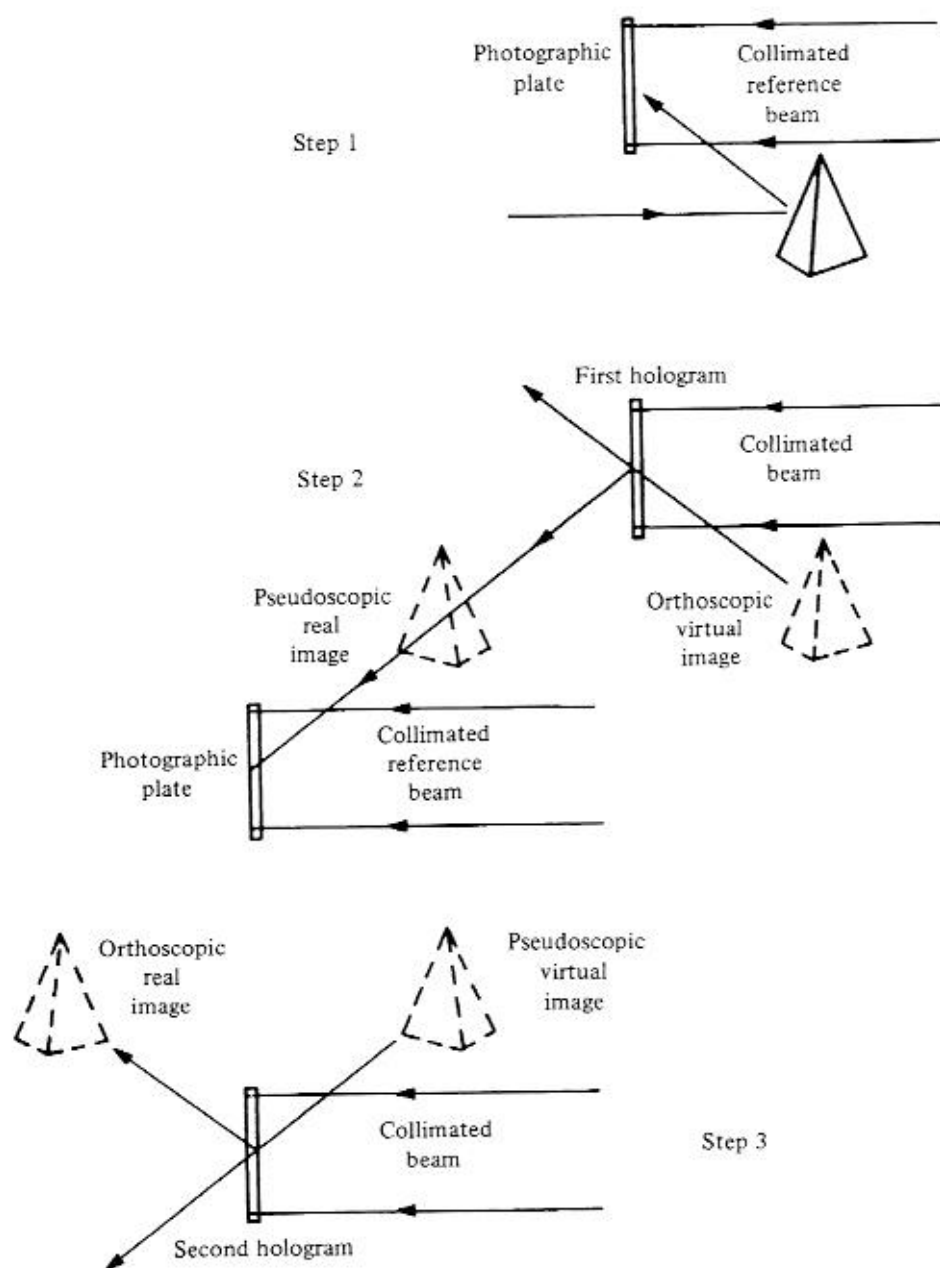 Photographic
plate
Collimated
reference
beam
Step 1
First hologram
Collimated
beam
Step 2
Pseudoscopic
real
image
Orthoscopic
virtual
image
Photographic
plate
Collimated
reference
beam
Orthoscopic
real
image
Pseudoscopic
virtual
image
Collimated
beam
Step 3
Second hologram